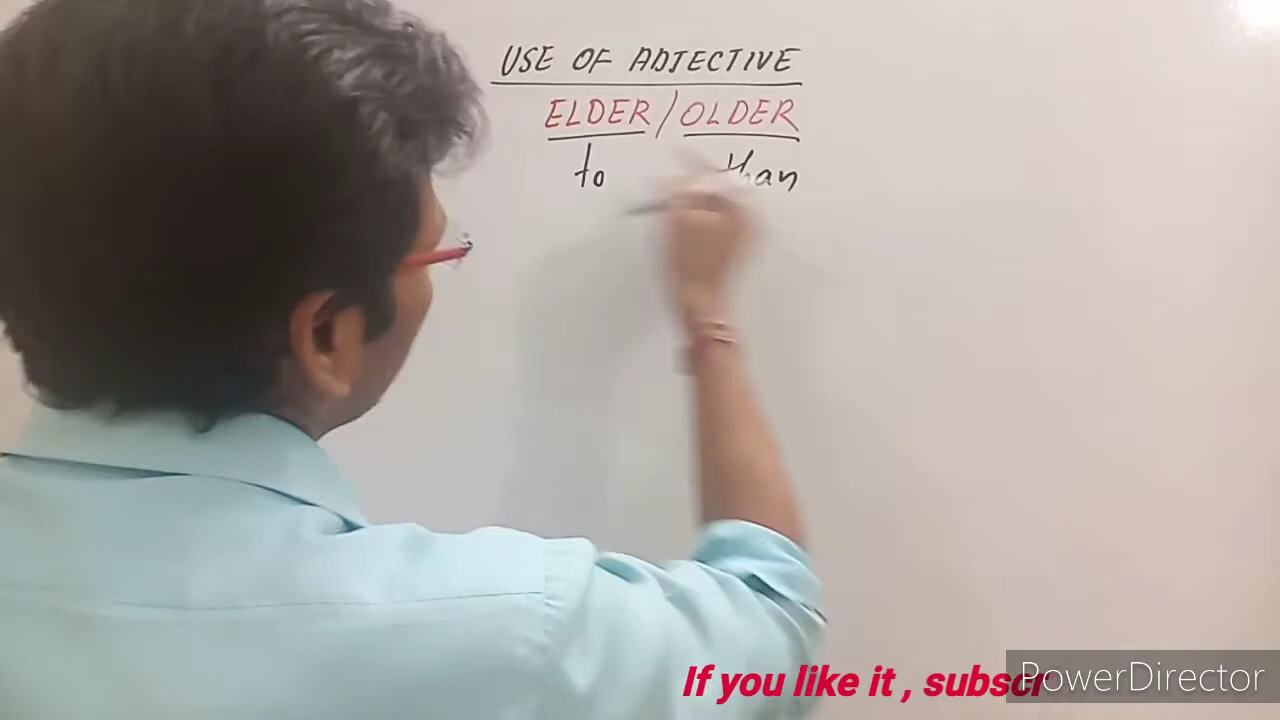 USE OF ADJECTIVE
ELDER/OLDER
to than
If you like it, subscr
PowerDirector